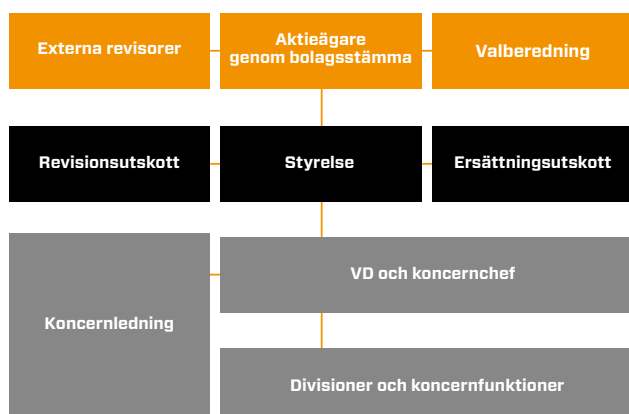 Externa revisorer
Aktieägare
genom bolagsstämma
Valberedning
Revisionsutskott
Styrelse
Ersättningsutskott
VD och koncernchef
Koncernledning
Divisioner och koncernfunktioner